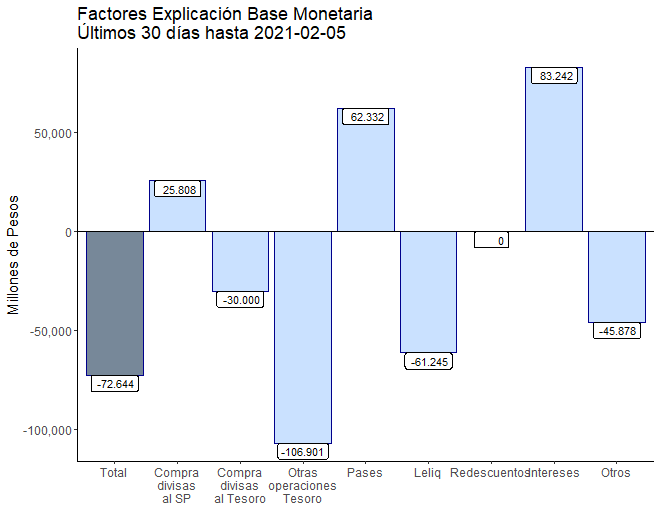 Factores Explicación Base Monetaria
Últimos 30 días hasta 2021-02-05
Millones de Pesos
50,000
0
-50,000
-100,000
-72.644
25.808
-30.000
-106.901
62.332
-61.245
0
83.242
-45.878
Total
Compra
divisas
al SP
Compra
divisas
al Tesoro
Otras
operaciones
Tesoro
Pases
Leliq
Redescuentos
Intereses
Otros